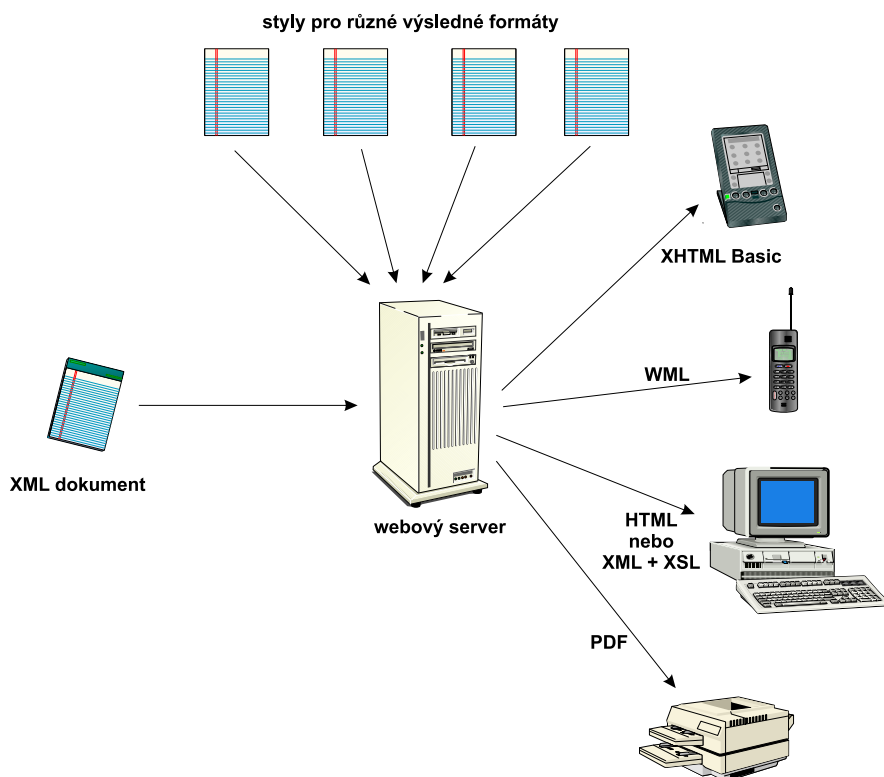 styly pro různé výsledné formáty
XHTML Basic
WML
XML dokument
webový server
HTML
nebo
XML + XSL
PDF